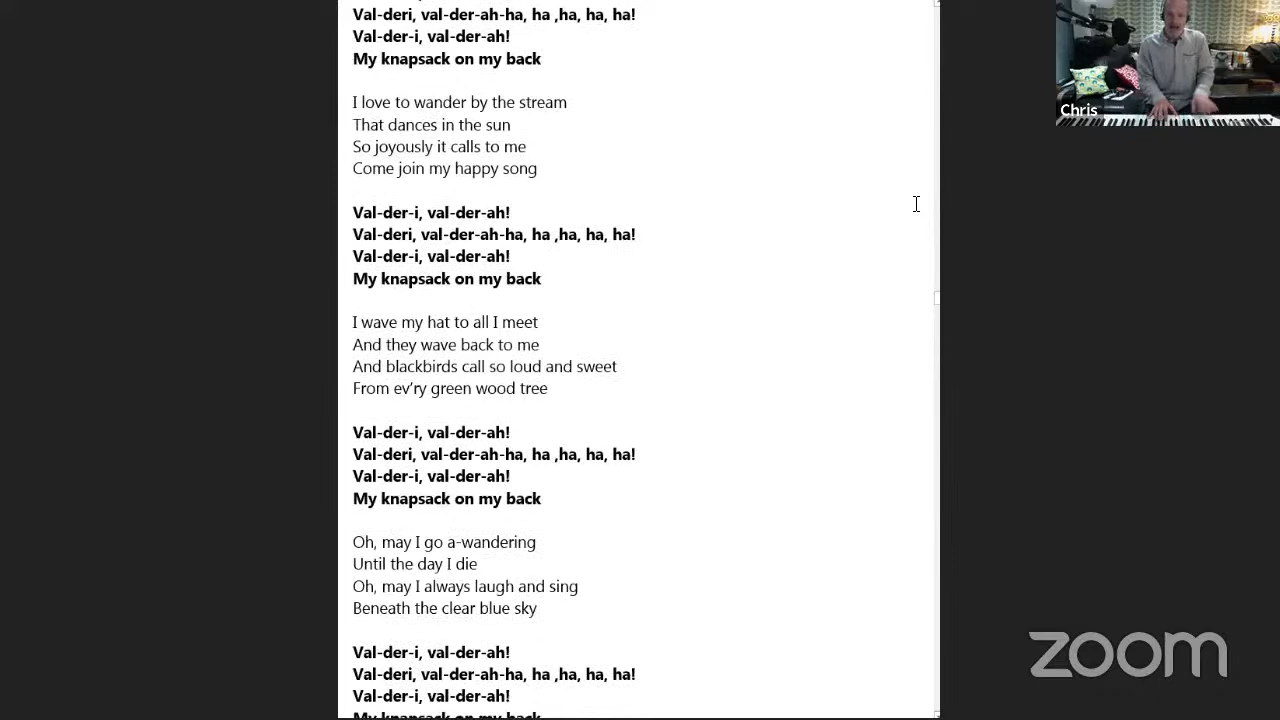 Val-deri, val-der-ah-ha, ha ,ha, ha, ha!
Val-der-i, val-der-ah!
My knapsack on my back
I love to wander by the stream
That dances in the sun
So joyously it calls to me
Come join my happy song
Val-der-i, val-der-ah!
Val-deri, val-der-ah-ha, ha ,ha, ha, ha!
Val-der-i, val-der-ah!
My knapsack on my back
I wave my hat to all I meet
And they wave back to me
And blackbirds call so loud and sweet
From ev’ry green wood tree
Val-der-i, val-der-ah!
Val-deri, val-der-ah-ha, ha ,ha, ha, ha!
Val-der-i, val-der-ah!
My knapsack on my back
Oh, may I go a-wandering
Until the day I die
Oh, may I always laugh and sing
Beneath the clear blue sky
Val-der-i, val-der-ah!
Val-deri, val-der-ah-ha, ha ,ha, ha, ha!
Val-der-i, val-der-ah!
My knapsack on my back
Chris
zoom